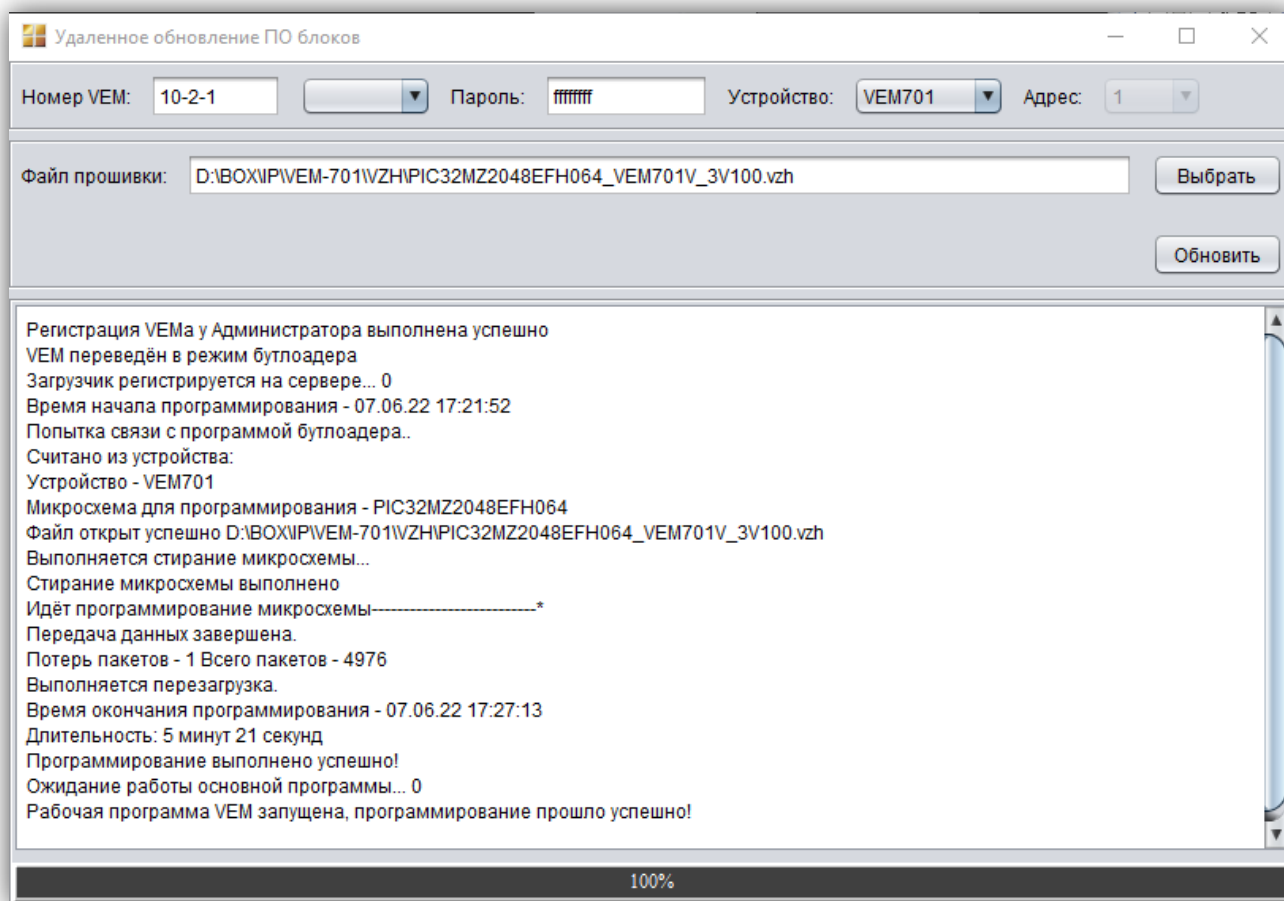 Удаленное обновление ПО блоков
Номер VEM: 10-2-1 Пароль: ffffffff Устройство: VEM701 Адрес: 1
Файл прошивки: D:\BOX\IP\VEM-701\VZH\PIC32MZ2048EFH064_VEM701V_3V100.vzh Выбрать
Обновить
Регистрация VEMа у Администратора выполнена успешно
VEM переведён в режим бутлоадера
Загрузчик регистрируется на сервере... 0
Время начала программирования - 07.06.22 17:21:52
Попытка связи с программой бутлоадера..
Считано из устройства:
Устройство - VEM701
Микросхема для программирования - PIC32MZ2048EFH064
Файл открыт успешно D:\BOX\IP\VEM-701\VZH\PIC32MZ2048EFH064_VEM701V_3V100.vzh
Выполняется стирание микросхемы...
Стирание микросхемы выполнено
Идёт программирование микросхемы---------------------------*
Передача данных завершена.
Потерь пакетов - 1 Всего пакетов - 4976
Выполняется перезагрузка.
Время окончания программирования - 07.06.22 17:27:13
Длительность: 5 минут 21 секунд
Программирование выполнено успешно!
Ожидание работы основной программы... 0
Рабочая программа VEM запущена, программирование прошло успешно!
100%